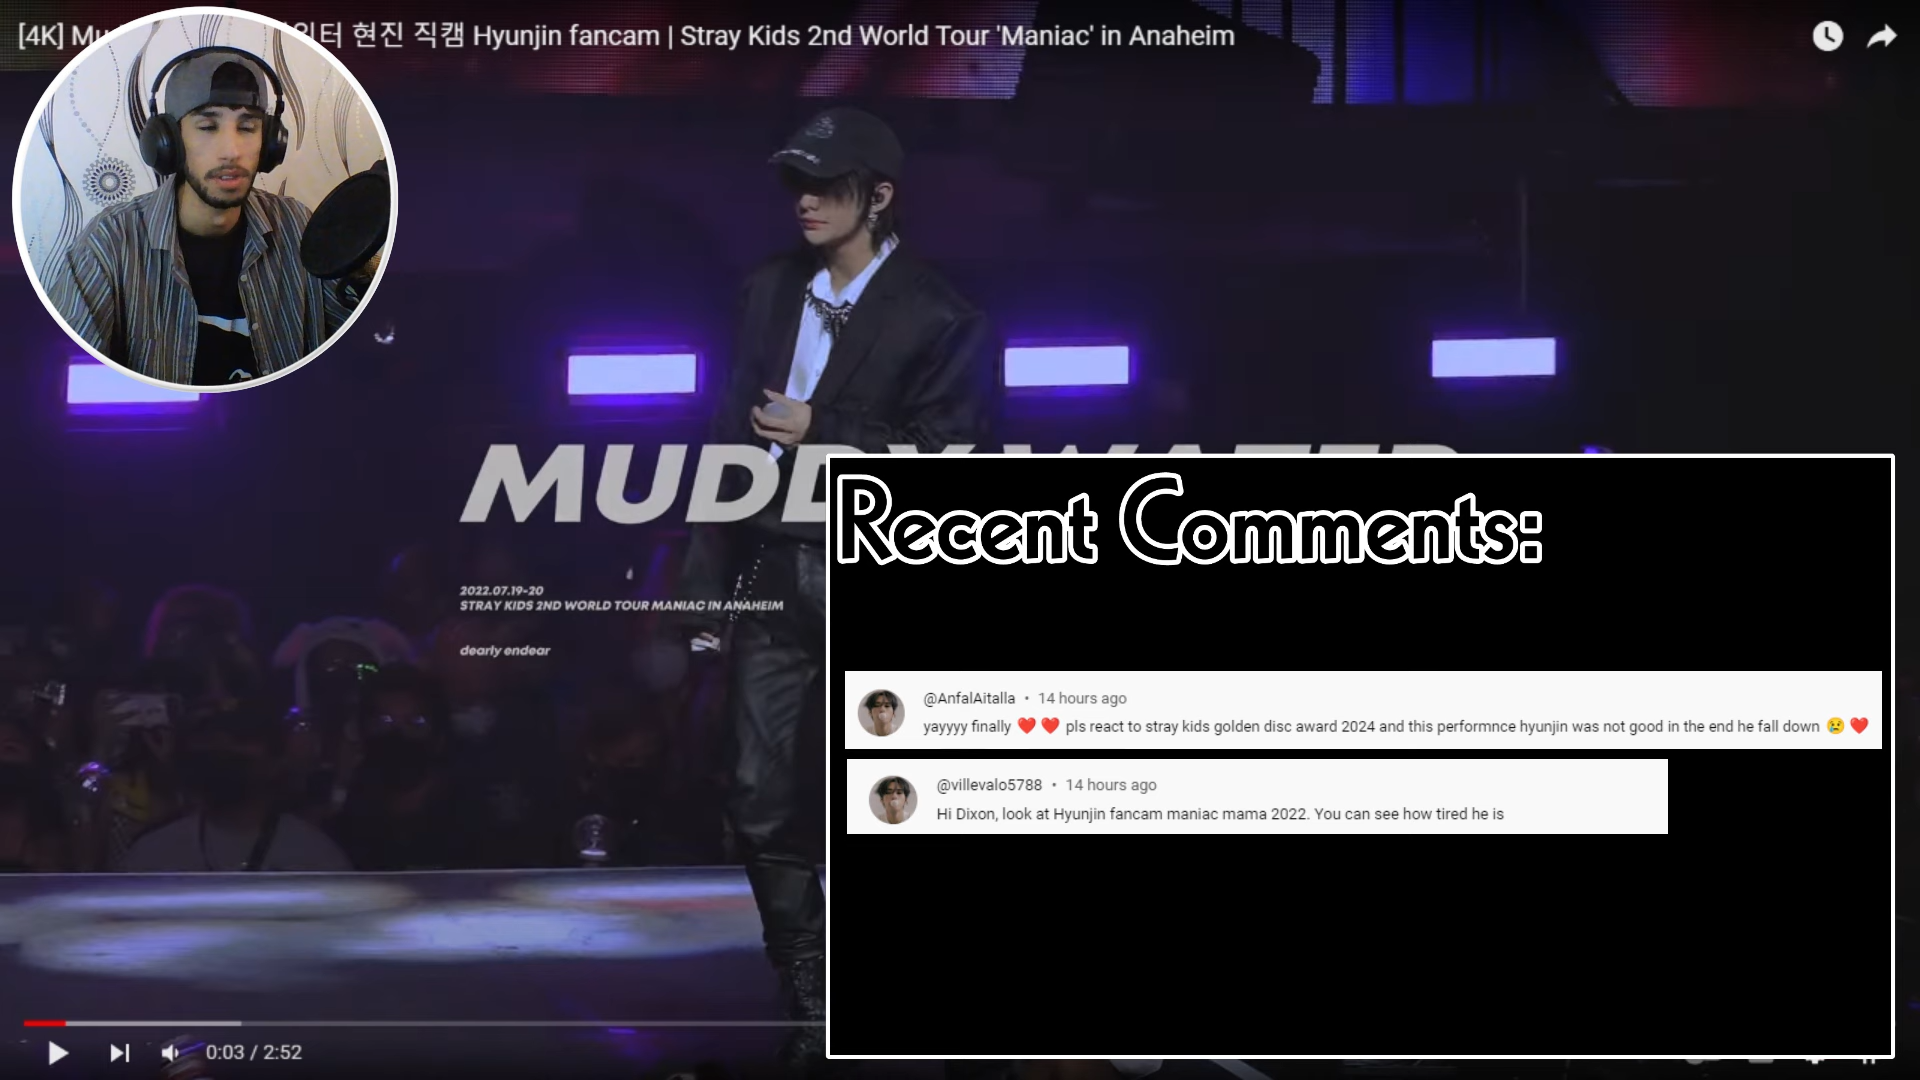 [4K] Mu 터 현진 직캠 Hyunjin fancam | Stray Kids 2nd World Tour 'Maniac' in Anaheim
MUDDY WATER
2022.07.19-20
STRAY KIDS 2ND WORLD TOUR MANIAC IN ANAHEIM
dearly endear
Recent Comments:
@AnfalAitalla • 14 hours ago
yayyyy finally ❤️ ❤️ pls react to stray kids golden disc award 2024 and this performnce hyunjin was not good in the end he fall down 😢 ❤️
@villevalo5788 • 14 hours ago
Hi Dixon, look at Hyunjin fancam maniac mama 2022. You can see how tired he is
0:03 / 2:52